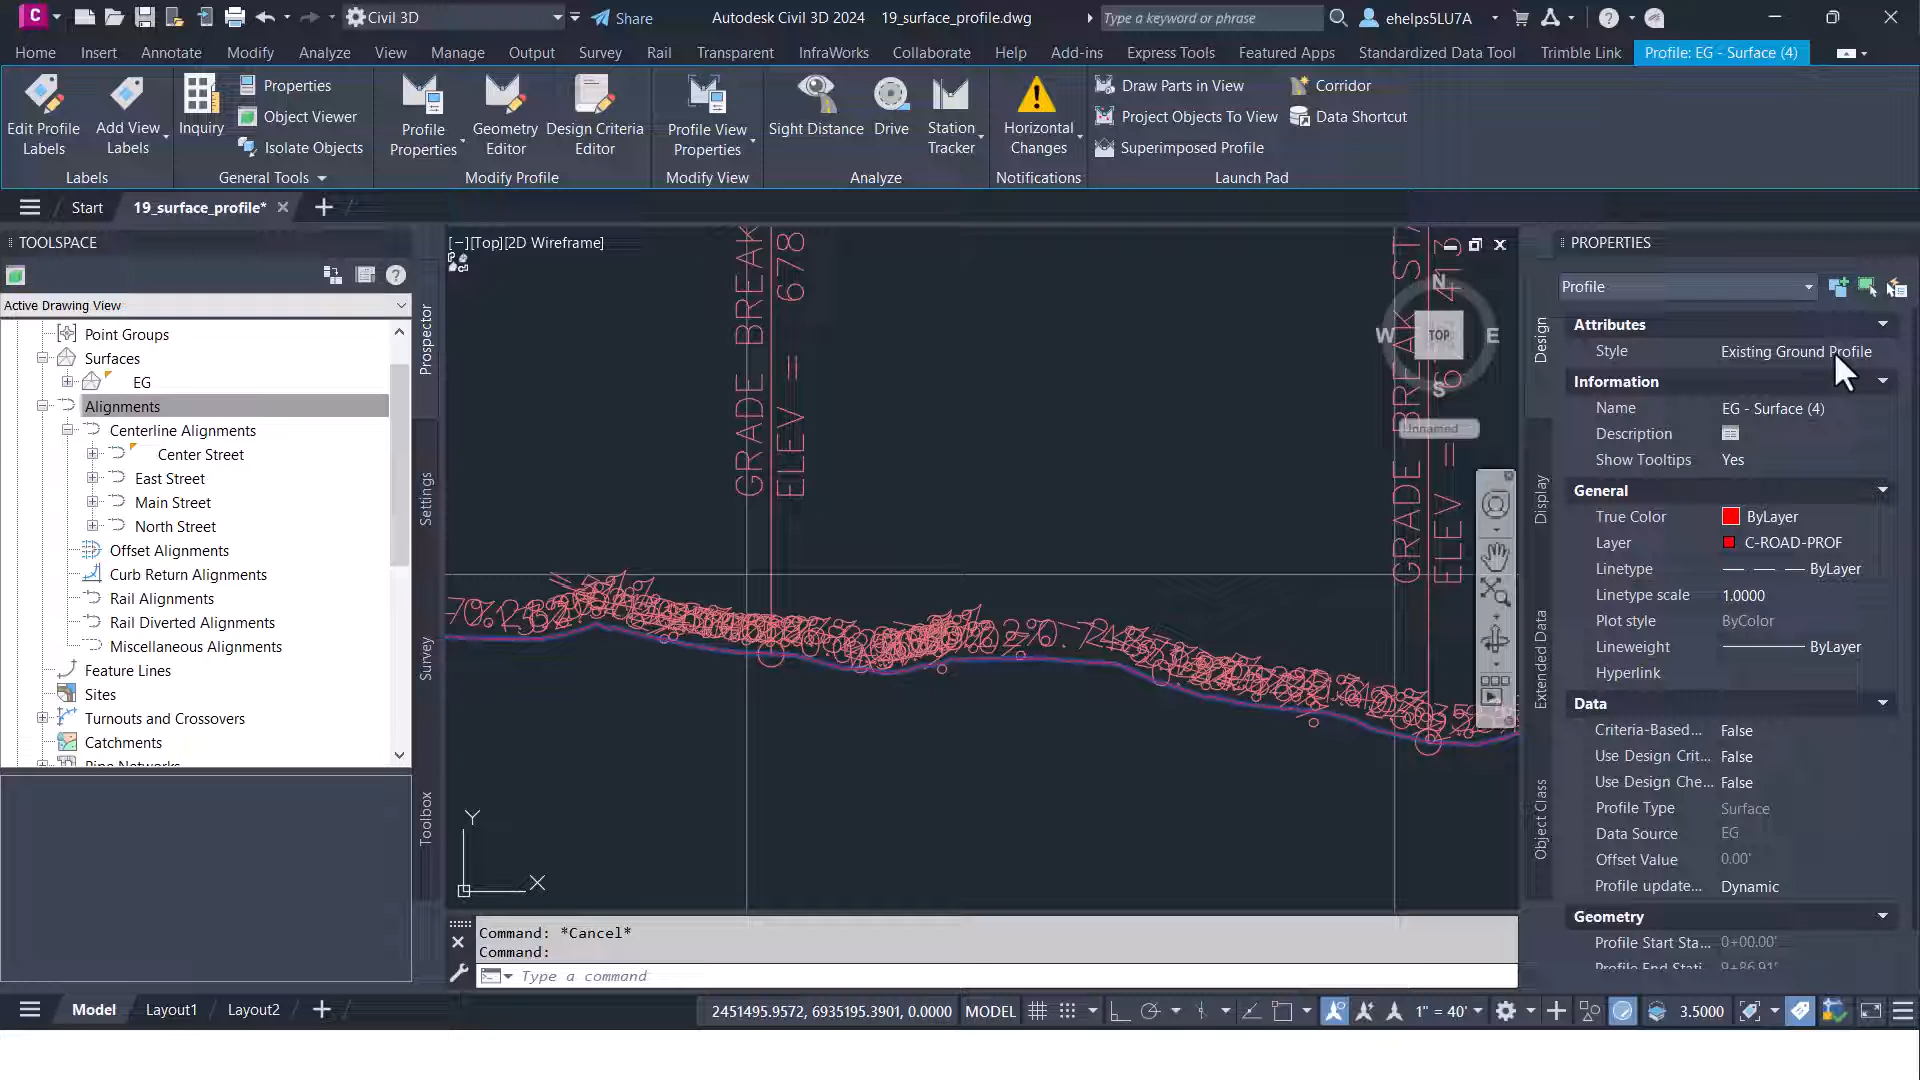 C
Civil 3D
Share
Autodesk Civil 3D 2024 19_surface_profile.dwg
Type a keyword or phrase
ehelps5LU7A
Home Insert Annotate Modify Analyze View Manage Output Survey Rail Transparent InfraWorks Collaborate Help Add-ins Express Tools Featured Apps Standardized Data Tool Trimble Link Profile: EG - Surface (4)
Edit Profile Labels
Add View Labels
Inquiry
Properties
Object Viewer
Isolate Objects
Profile Properties
Geometry Editor
Design Criteria Editor
Profile View Properties
Sight Distance
Drive
Station Tracker
Horizontal Changes
Draw Parts in View
Project Objects To View
Superimposed Profile
Corridor
Data Shortcut
Labels General Tools Modify Profile Modify View Analyze Notifications Launch Pad
Start 19_surface_profile*
TOOLSPACE
Active Drawing View
Point Groups
Surfaces
EG
Alignments
Centerline Alignments
Center Street
East Street
Main Street
North Street
Offset Alignments
Curb Return Alignments
Rail Alignments
Rail Diverted Alignments
Miscellaneous Alignments
Feature Lines
Sites
Turnouts and Crossovers
Catchments
Pipe Networks
Prospector
Settings
Survey
Toolbox
[−][Top][2D Wireframe]
GRADE BREAK
ELEV = 678
GRADE BREAK STA
ELEV =
N
W TOP E
S
Unnamed
Y
X
Command: *Cancel*
Command:
Type a command
PROPERTIES
Profile
Design
Display
Extended Data
Object Class
Attributes
Style Existing Ground Profile
Information
Name EG - Surface (4)
Description
Show Tooltips Yes
General
True Color ByLayer
Layer C-ROAD-PROF
Linetype ByLayer
Linetype scale 1.0000
Plot style ByColor
Lineweight ByLayer
Hyperlink
Data
Criteria-Based... False
Use Design Crit... False
Use Design Che... False
Profile Type Surface
Data Source EG
Offset Value 0.00'
Profile update... Dynamic
Geometry
Profile Start Sta... 0+00.00'
Profile End Stati... 9+86.91'
Model Layout1 Layout2
2451495.9572, 6935195.3901, 0.0000 MODEL 1" = 40' 3.5000